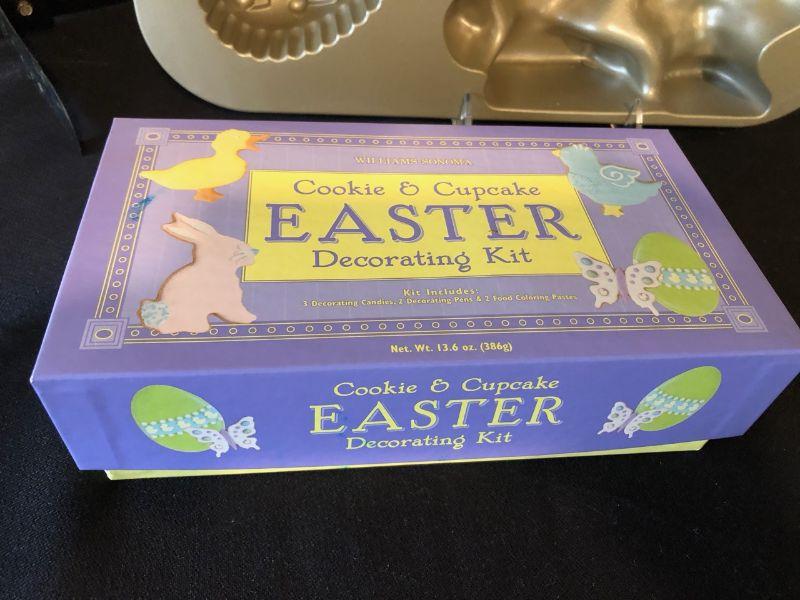 WILLIAMS-SONOMA
Cookie & Cupcake
EASTER
Decorating Kit
Kit Includes:
3 Decorating Candies, 2 Decorating Pens & 2 Food Coloring Pastes
Net. Wt. 13.6 oz. (386g)
Cookie & Cupcake
EASTER
Decorating Kit